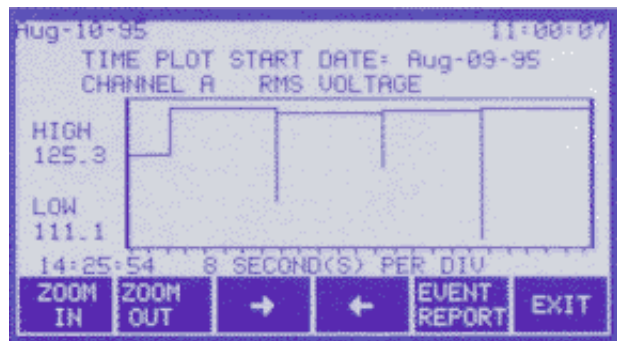 Aug-10-95 11:00:07
TIME PLOT START DATE: Aug-09-95
CHANNEL A RMS VOLTAGE
HIGH
125.3
LOW
111.1
14:25:54 8 SECOND(S) PER DIV
ZOOM IN
ZOOM OUT
→
←
EVENT REPORT
EXIT